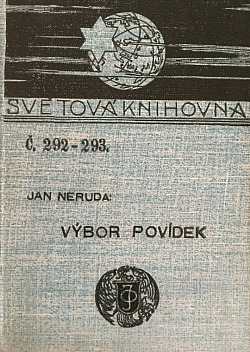 SVĚTOVÁ KNIHOVNA
Č. 292-293.
JAN NERUDA:
VÝBOR POVÍDEK